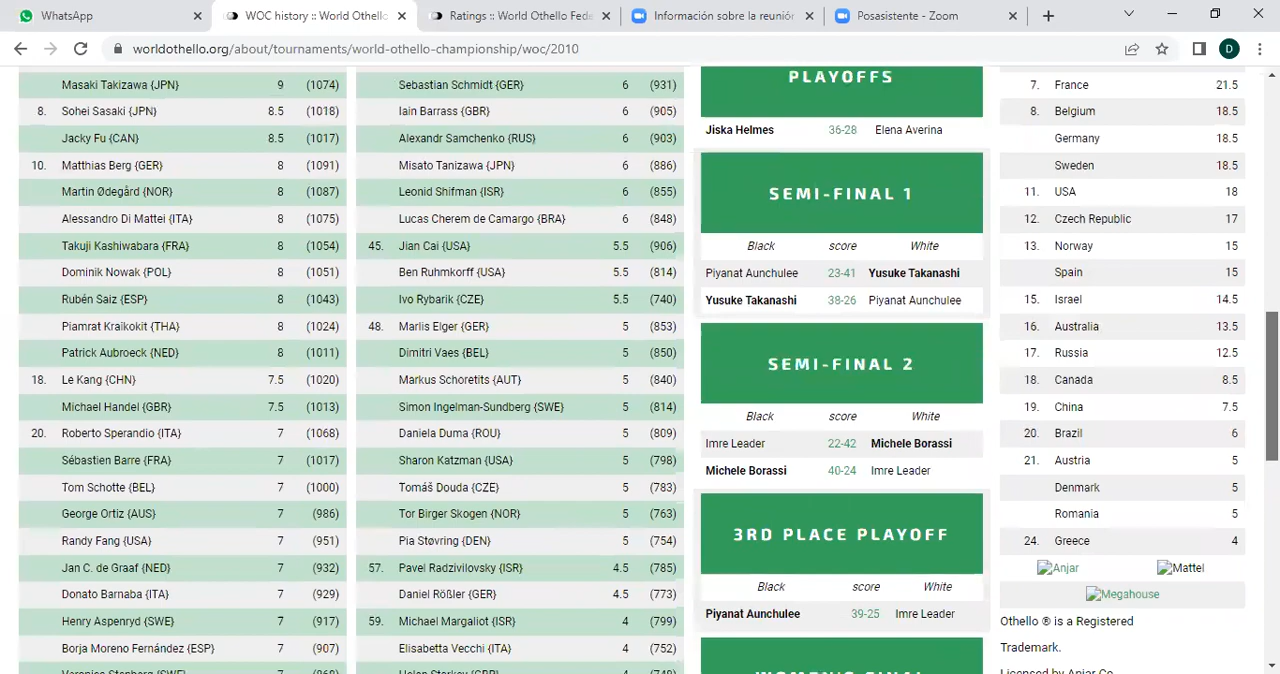 WhatsApp
WOC history :: World Othello
Ratings :: World Othello Fede
Información sobre la reunión
Posasistente - Zoom
worldothello.org/about/tournaments/world-othello-championship/woc/2010
D
Masaki Takizawa {JPN} 9 (1074)
8. Sohei Sasaki {JPN} 8.5 (1018)
Jacky Fu {CAN} 8.5 (1017)
10. Matthias Berg {GER} 8 (1091)
Martin Ødegård {NOR} 8 (1087)
Alessandro Di Mattei {ITA} 8 (1075)
Takuji Kashiwabara {FRA} 8 (1054)
Dominik Nowak {POL} 8 (1051)
Rubén Saiz {ESP} 8 (1043)
Piamrat Kraikokit {THA} 8 (1024)
Patrick Aubroeck {NED} 8 (1011)
18. Le Kang {CHN} 7.5 (1020)
Michael Handel {GBR} 7.5 (1013)
20. Roberto Sperandio {ITA} 7 (1068)
Sébastien Barre {FRA} 7 (1017)
Tom Schotte {BEL} 7 (1000)
George Ortiz {AUS} 7 (986)
Randy Fang {USA} 7 (951)
Jan C. de Graaf {NED} 7 (932)
Donato Barnaba {ITA} 7 (929)
Henry Aspenryd {SWE} 7 (917)
Borja Moreno Fernández {ESP} 7 (907)
Sebastian Schmidt {GER} 6 (931)
Iain Barrass {GBR} 6 (905)
Alexandr Samchenko {RUS} 6 (903)
Misato Tanizawa {JPN} 6 (886)
Leonid Shifman {ISR} 6 (855)
Lucas Cherem de Camargo {BRA} 6 (848)
45. Jian Cai {USA} 5.5 (906)
Ben Ruhmkorff {USA} 5.5 (814)
Ivo Rybarik {CZE} 5.5 (740)
48. Marlis Elger {GER} 5 (853)
Dimitri Vaes {BEL} 5 (850)
Markus Schoretits {AUT} 5 (840)
Simon Ingelman-Sundberg {SWE} 5 (814)
Daniela Duma {ROU} 5 (809)
Sharon Katzman {USA} 5 (798)
Tomáš Douda {CZE} 5 (783)
Tor Birger Skogen {NOR} 5 (763)
Pia Støvring {DEN} 5 (754)
57. Pavel Radzivilovsky {ISR} 4.5 (785)
Daniel Rößler {GER} 4.5 (773)
59. Michael Margaliot {ISR} 4 (799)
Elisabetta Vecchi {ITA} 4 (752)
PLAYOFFS
Jiska Helmes 36-28 Elena Averina
SEMI-FINAL 1
Black score White
Piyanat Aunchulee 23-41 Yusuke Takanashi
Yusuke Takanashi 38-26 Piyanat Aunchulee
SEMI-FINAL 2
Black score White
Imre Leader 22-42 Michele Borassi
Michele Borassi 40-24 Imre Leader
3RD PLACE PLAYOFF
Black score White
Piyanat Aunchulee 39-25 Imre Leader
WOMEN'S FINAL
7. France 21.5
8. Belgium 18.5
Germany 18.5
Sweden 18.5
11. USA 18
12. Czech Republic 17
13. Norway 15
Spain 15
15. Israel 14.5
16. Australia 13.5
17. Russia 12.5
18. Canada 8.5
19. China 7.5
20. Brazil 6
21. Austria 5
Denmark 5
Romania 5
24. Greece 4
Anjar Mattel
Megahouse
Othello ® is a Registered
Trademark.
Licensed by Anjar Co.